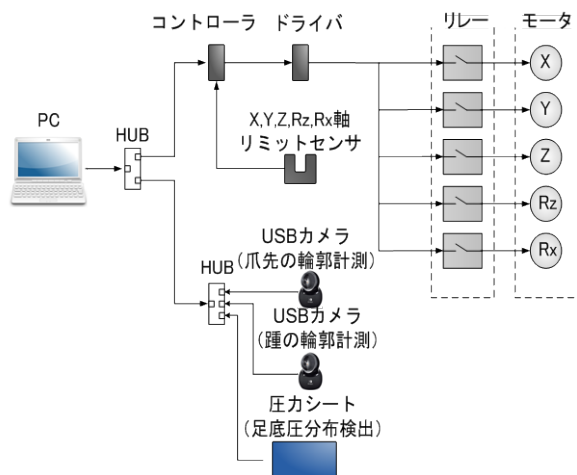 コントローラ
ドライバ
リレー
モータ
PC
HUB
X,Y,Z,Rz,Rx軸
リミットセンサ
X
Y
Z
Rz
Rx
HUB
USBカメラ
(爪先の輪郭計測)
USBカメラ
(踵の輪郭計測)
圧力シート
(足底圧分布検出)